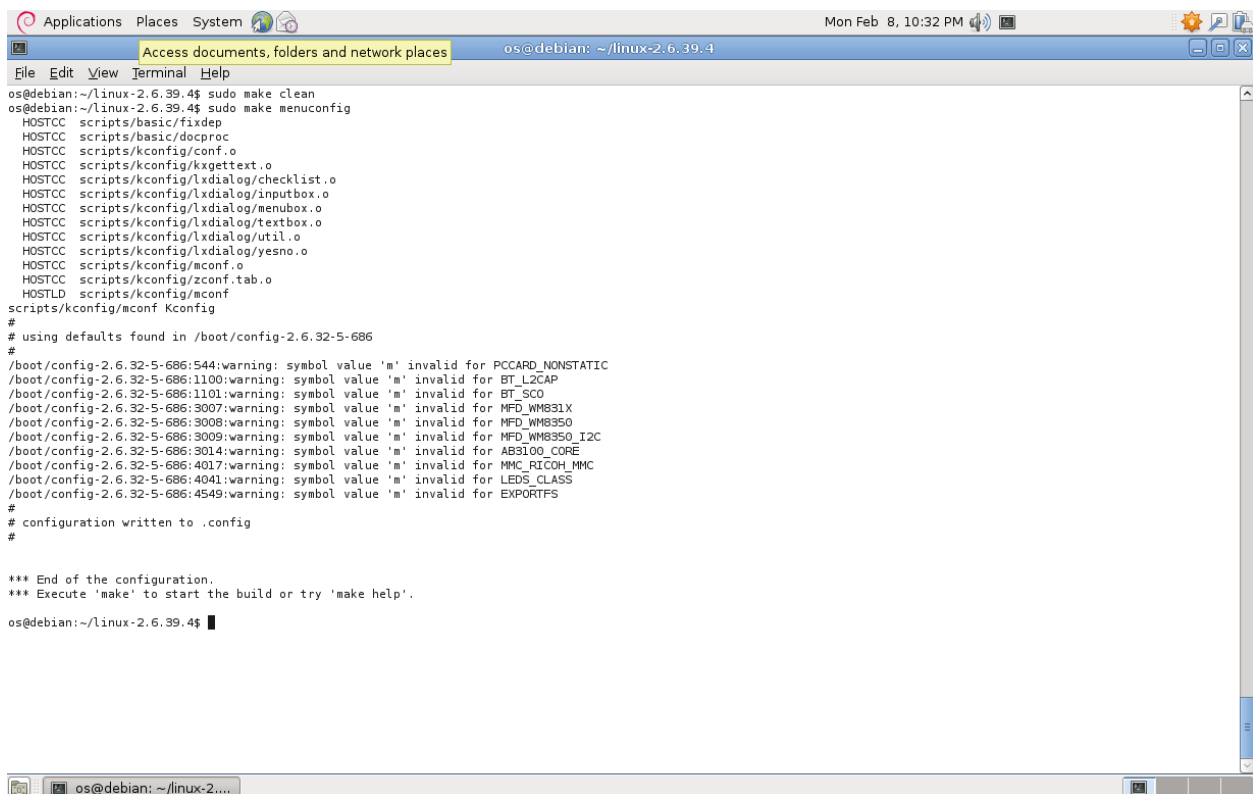 Applications Places System Mon Feb 8, 10:32 PM
Access documents, folders and network places
os@debian: ~/linux-2.6.39.4
File Edit View Terminal Help
os@debian:~/linux-2.6.39.4$ sudo make clean
os@debian:~/linux-2.6.39.4$ sudo make menuconfig
HOSTCC scripts/basic/fixdep
HOSTCC scripts/basic/docproc
HOSTCC scripts/kconfig/conf.o
HOSTCC scripts/kconfig/kxgettext.o
HOSTCC scripts/kconfig/lxdialog/checklist.o
HOSTCC scripts/kconfig/lxdialog/inputbox.o
HOSTCC scripts/kconfig/lxdialog/menubox.o
HOSTCC scripts/kconfig/lxdialog/textbox.o
HOSTCC scripts/kconfig/lxdialog/util.o
HOSTCC scripts/kconfig/lxdialog/yesno.o
HOSTCC scripts/kconfig/mconf.o
HOSTCC scripts/kconfig/zconf.tab.o
HOSTLD scripts/kconfig/mconf
scripts/kconfig/mconf Kconfig
#
# using defaults found in /boot/config-2.6.32-5-686
#
/boot/config-2.6.32-5-686:544:warning: symbol value 'm' invalid for PCCARD_NONSTATIC
/boot/config-2.6.32-5-686:1100:warning: symbol value 'm' invalid for BT_L2CAP
/boot/config-2.6.32-5-686:1101:warning: symbol value 'm' invalid for BT_SCO
/boot/config-2.6.32-5-686:3007:warning: symbol value 'm' invalid for MFD_WM831X
/boot/config-2.6.32-5-686:3008:warning: symbol value 'm' invalid for MFD_WM8350
/boot/config-2.6.32-5-686:3009:warning: symbol value 'm' invalid for MFD_WM8350_I2C
/boot/config-2.6.32-5-686:3014:warning: symbol value 'm' invalid for AB3100_CORE
/boot/config-2.6.32-5-686:4017:warning: symbol value 'm' invalid for MMC_RICOH_MMC
/boot/config-2.6.32-5-686:4041:warning: symbol value 'm' invalid for LEDS_CLASS
/boot/config-2.6.32-5-686:4549:warning: symbol value 'm' invalid for EXPORTFS
#
# configuration written to .config
#
*** End of the configuration.
*** Execute 'make' to start the build or try 'make help'.
os@debian:~/linux-2.6.39.4$
os@debian: ~/linux-2....